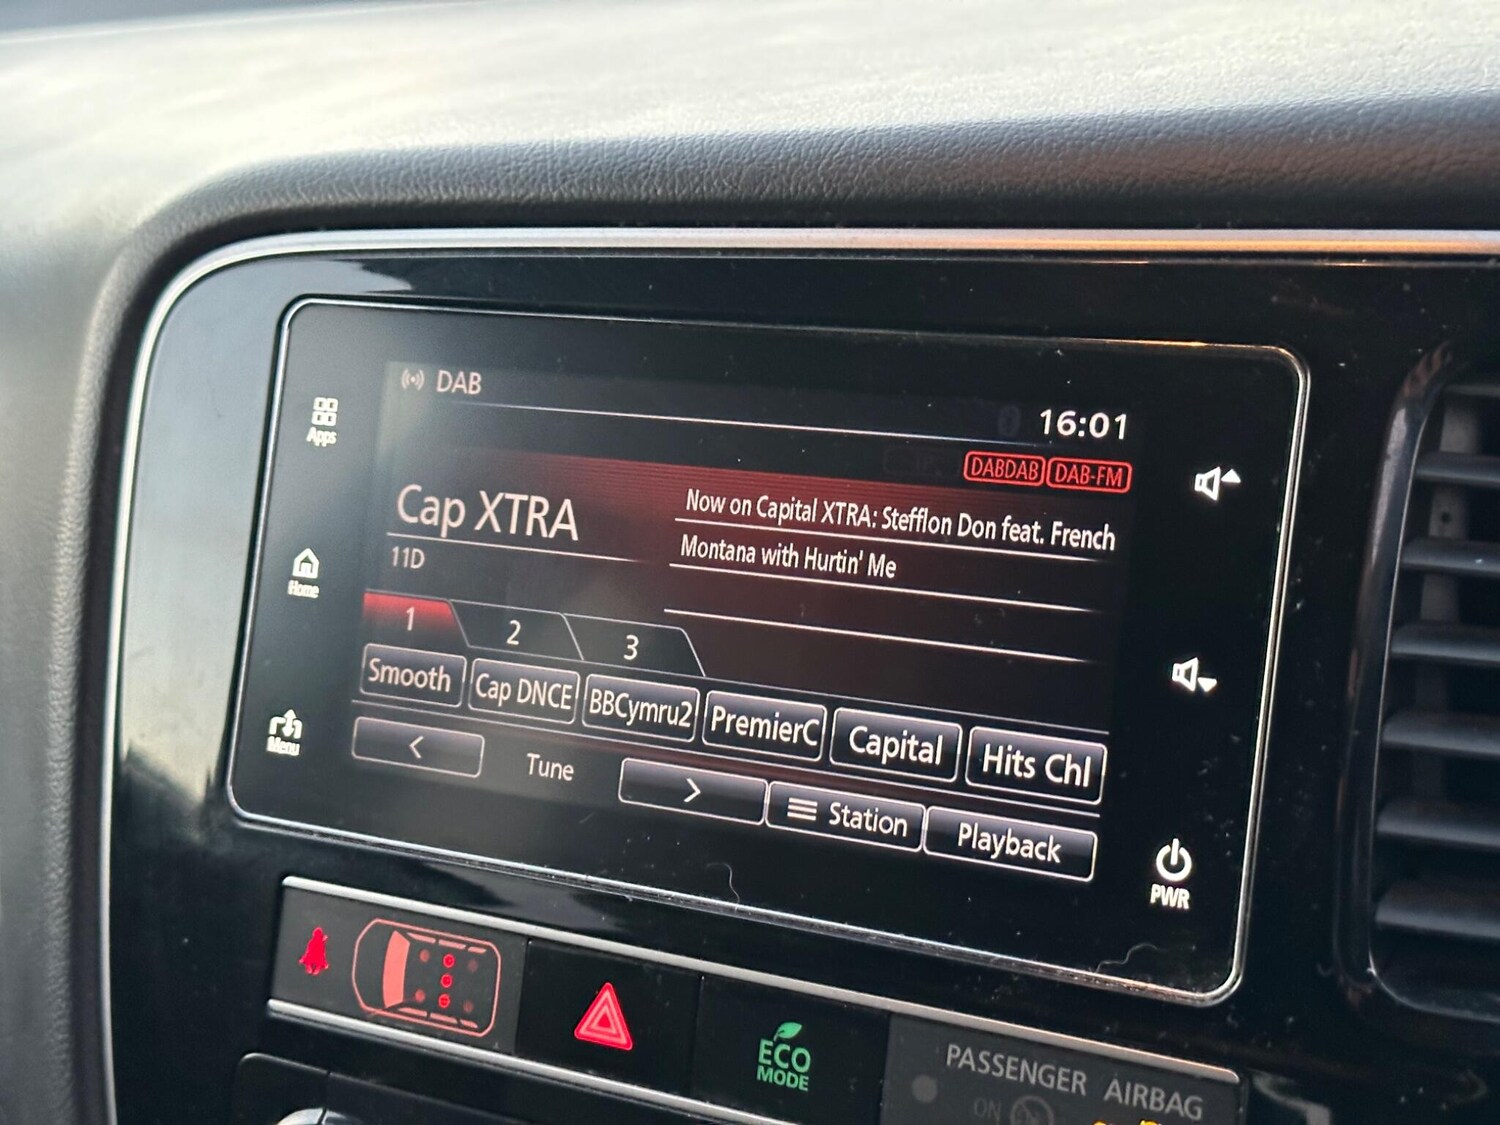 DAB
16:01
Apps
DABDAB DAB-FM
Cap XTRA
Now on Capital XTRA: Stefflon Don feat. French
Montana with Hurtin' Me
11D
Home
1 2 3
Smooth Cap DNCE BBCymru2 PremierC Capital Hits Chl
Menu
< Tune > Station Playback
PWR
ECO
MODE
PASSENGER AIRBAG
ON